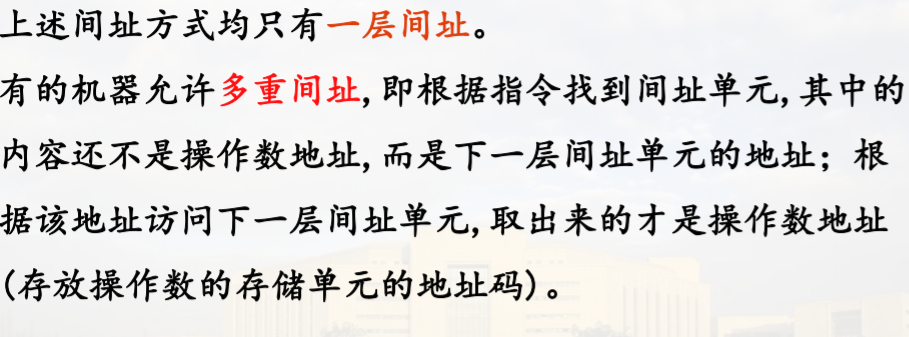 上述间址方式均只有一层间址。
有的机器允许多重间址,即根据指令找到间址单元,其中的
内容还不是操作数地址,而是下一层间址单元的地址；根
据该地址访问下一层间址单元,取出来的才是操作数地址
(存放操作数的存储单元的地址码)。